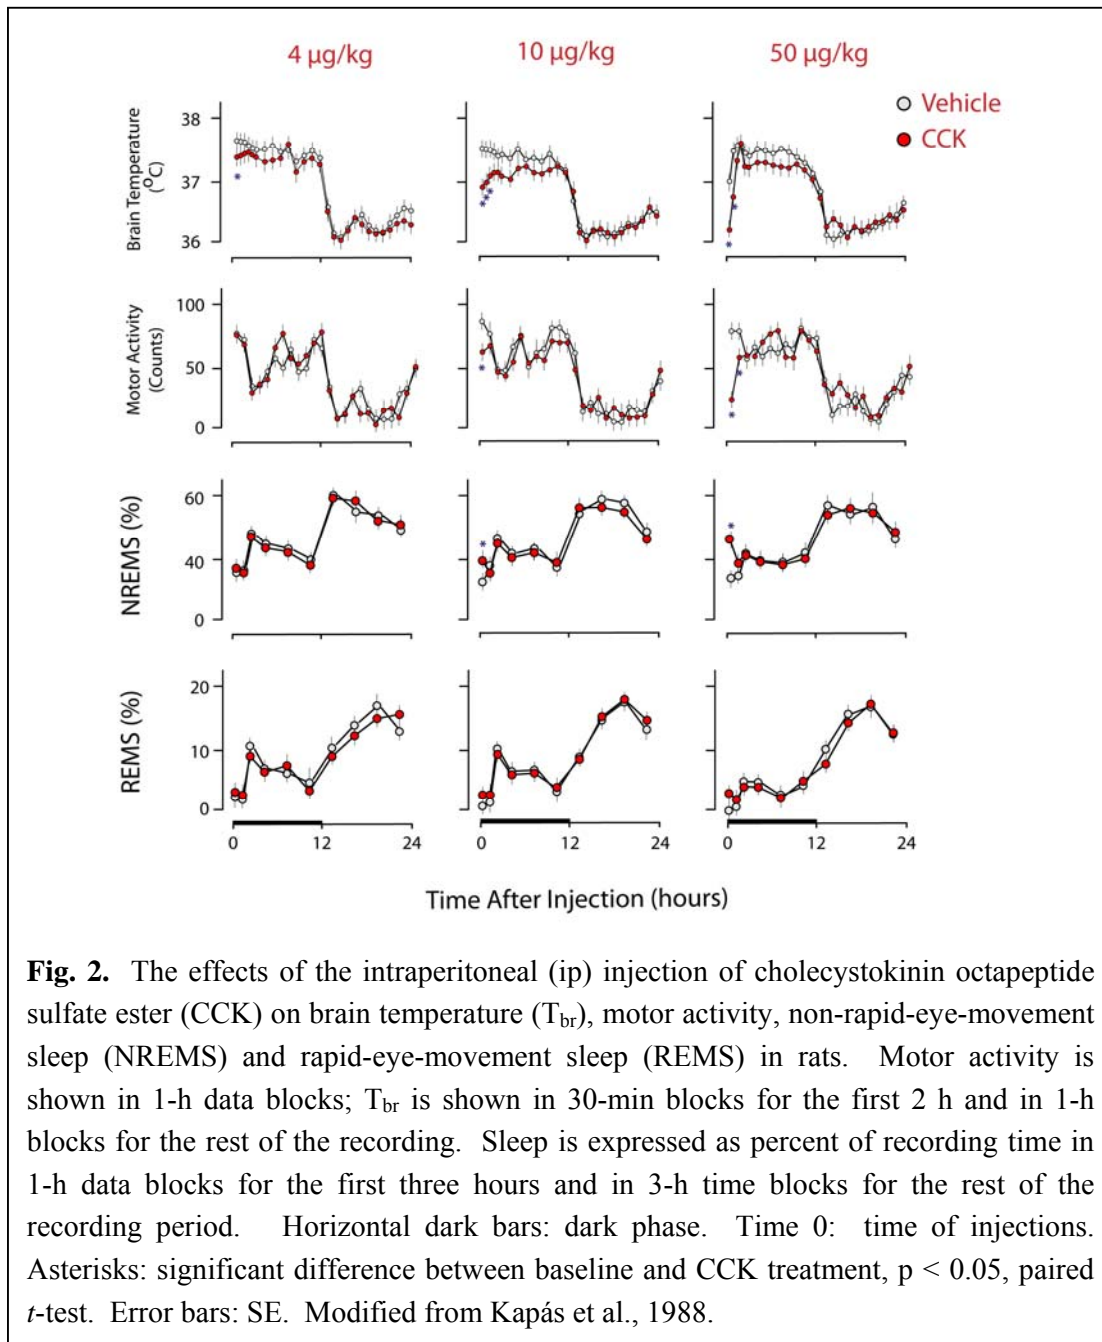 4 µg/kg 10 µg/kg 50 µg/kg
Vehicle
CCK
Brain Temperature
(°C)
38
37
36
*
* * *
* *
Motor Activity
(Counts)
100
50
0
*
* *
NREMS (%)
60
40
0
*
*
REMS (%)
20
10
0
0 12 24 0 12 24 0 12 24
Time After Injection (hours)
Fig. 2. The effects of the intraperitoneal (ip) injection of cholecystokinin octapeptide
sulfate ester (CCK) on brain temperature (Tbr), motor activity, non-rapid-eye-movement
sleep (NREMS) and rapid-eye-movement sleep (REMS) in rats. Motor activity is
shown in 1-h data blocks; Tbr is shown in 30-min blocks for the first 2 h and in 1-h
blocks for the rest of the recording. Sleep is expressed as percent of recording time in
1-h data blocks for the first three hours and in 3-h time blocks for the rest of the
recording period. Horizontal dark bars: dark phase. Time 0: time of injections.
Asterisks: significant difference between baseline and CCK treatment, p < 0.05, paired
t-test. Error bars: SE. Modified from Kapás et al., 1988.